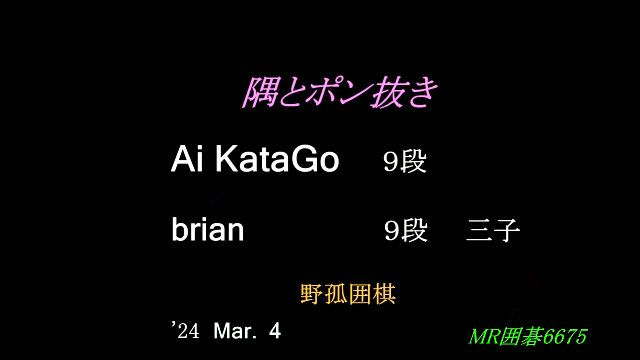 隅とポン抜き
Ai KataGo 9段
brian 9段 三子
野孤囲棋
'24 Mar. 4
MR囲碁6675